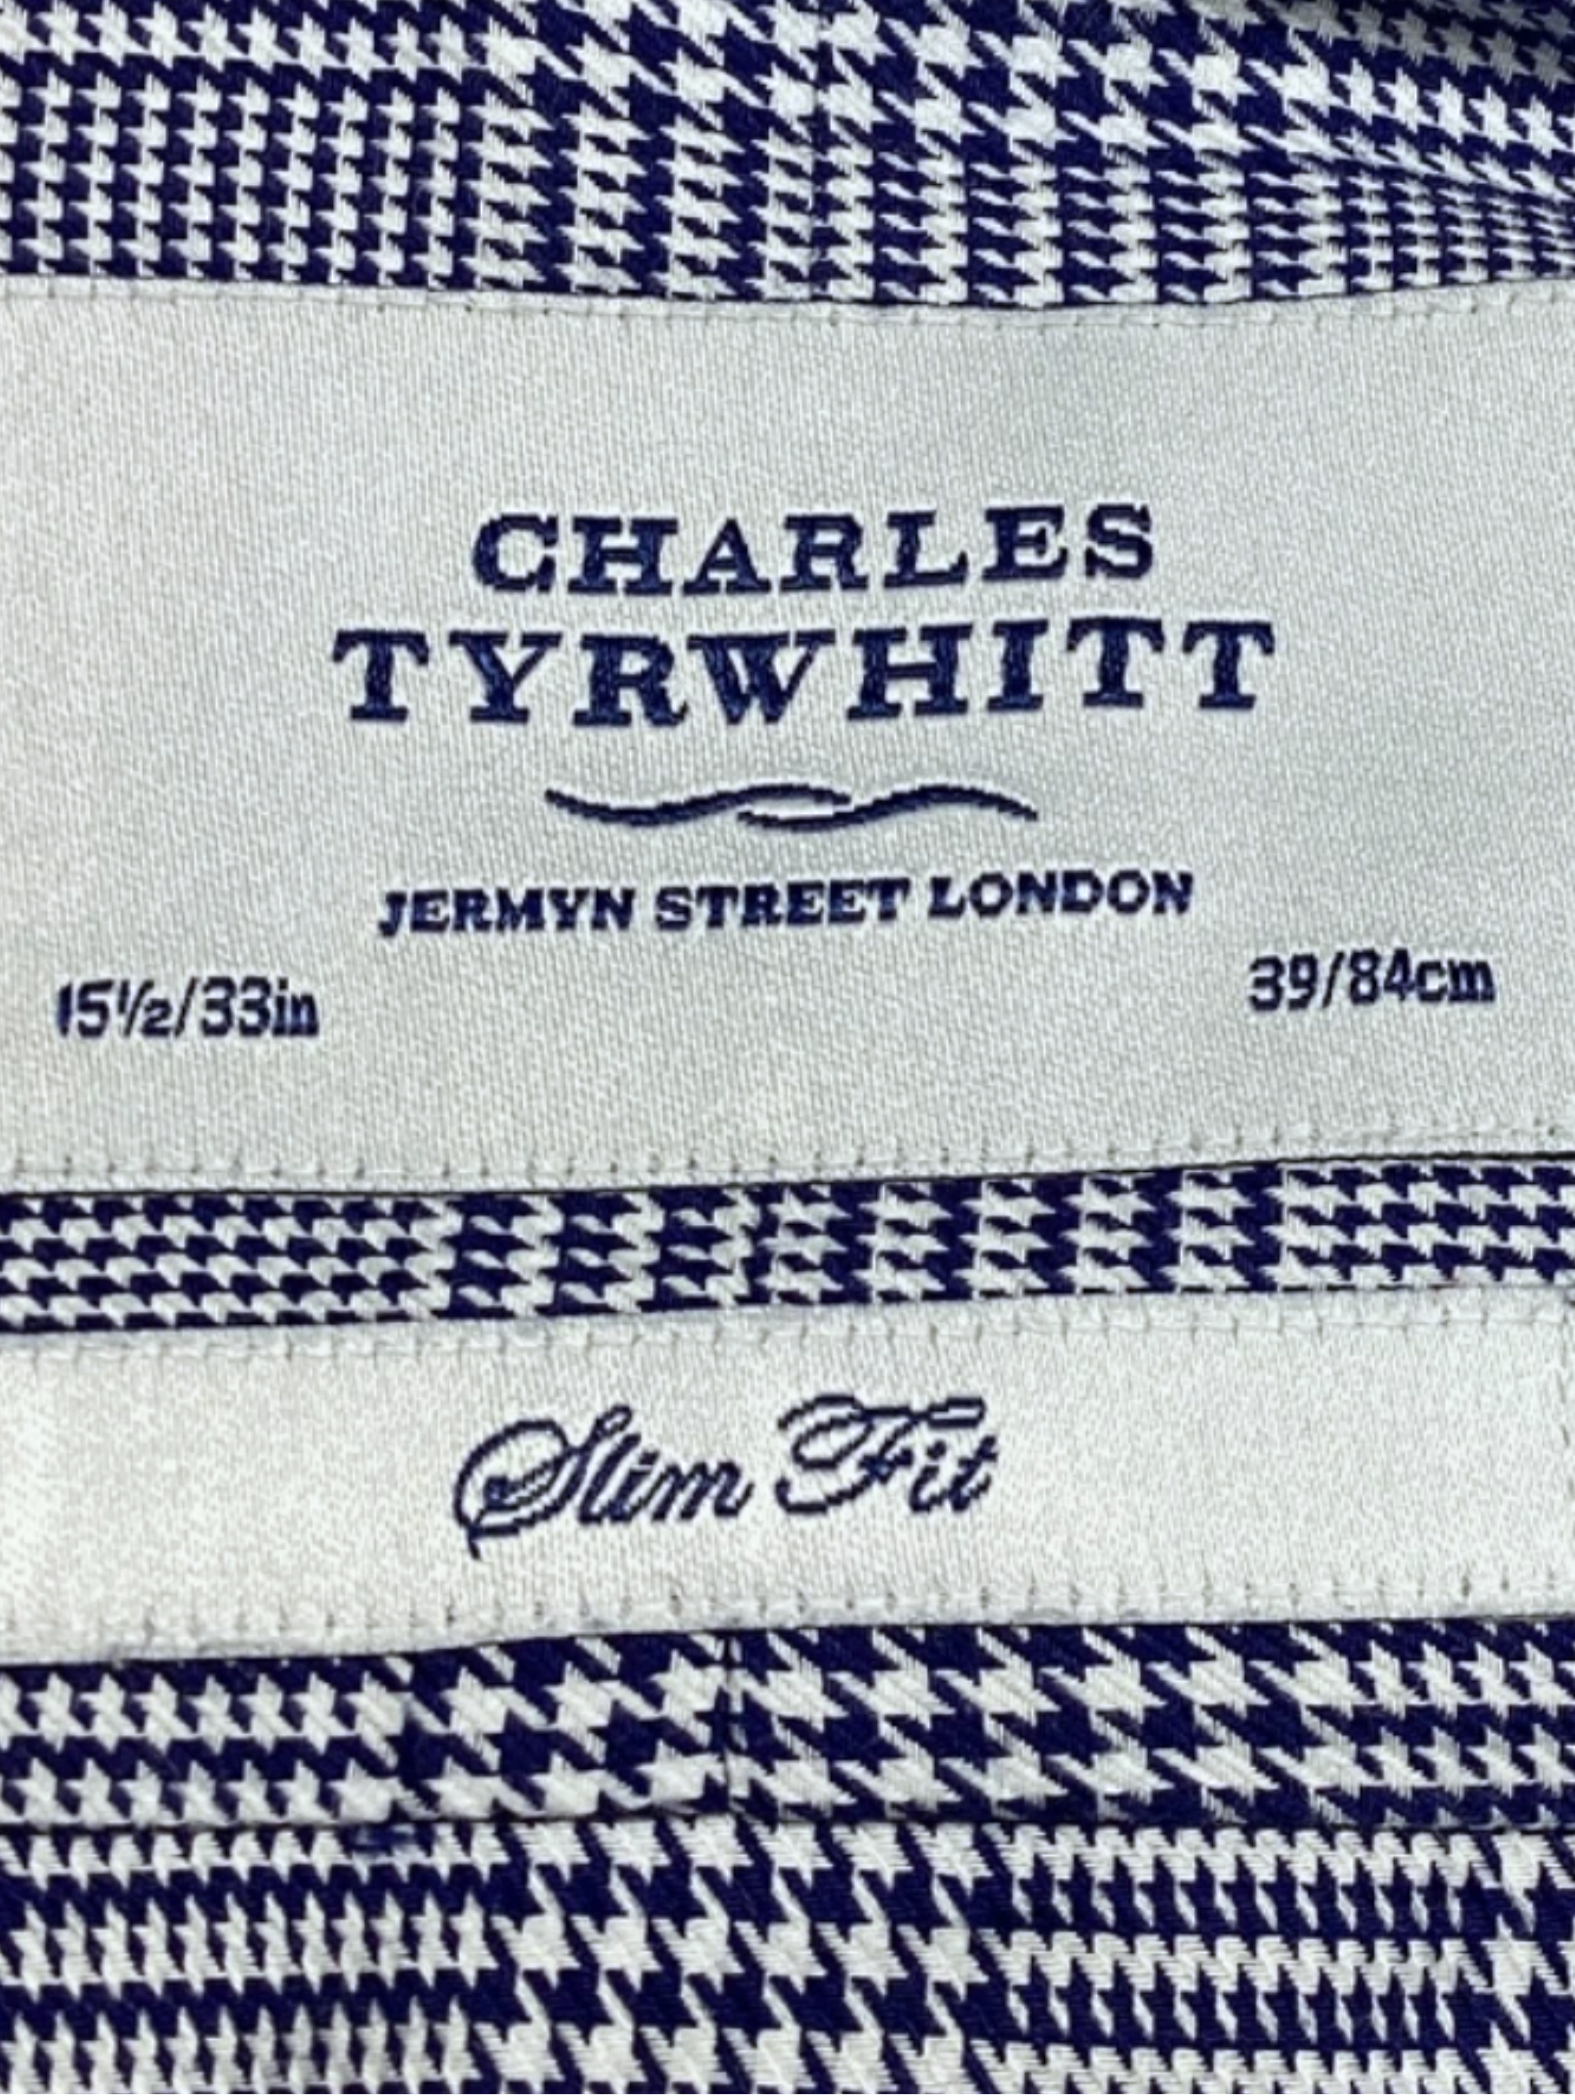 CHARLES
TYRWHITT
JERMYN STREET LONDON
15½/33in 39/84cm
Slim Fit